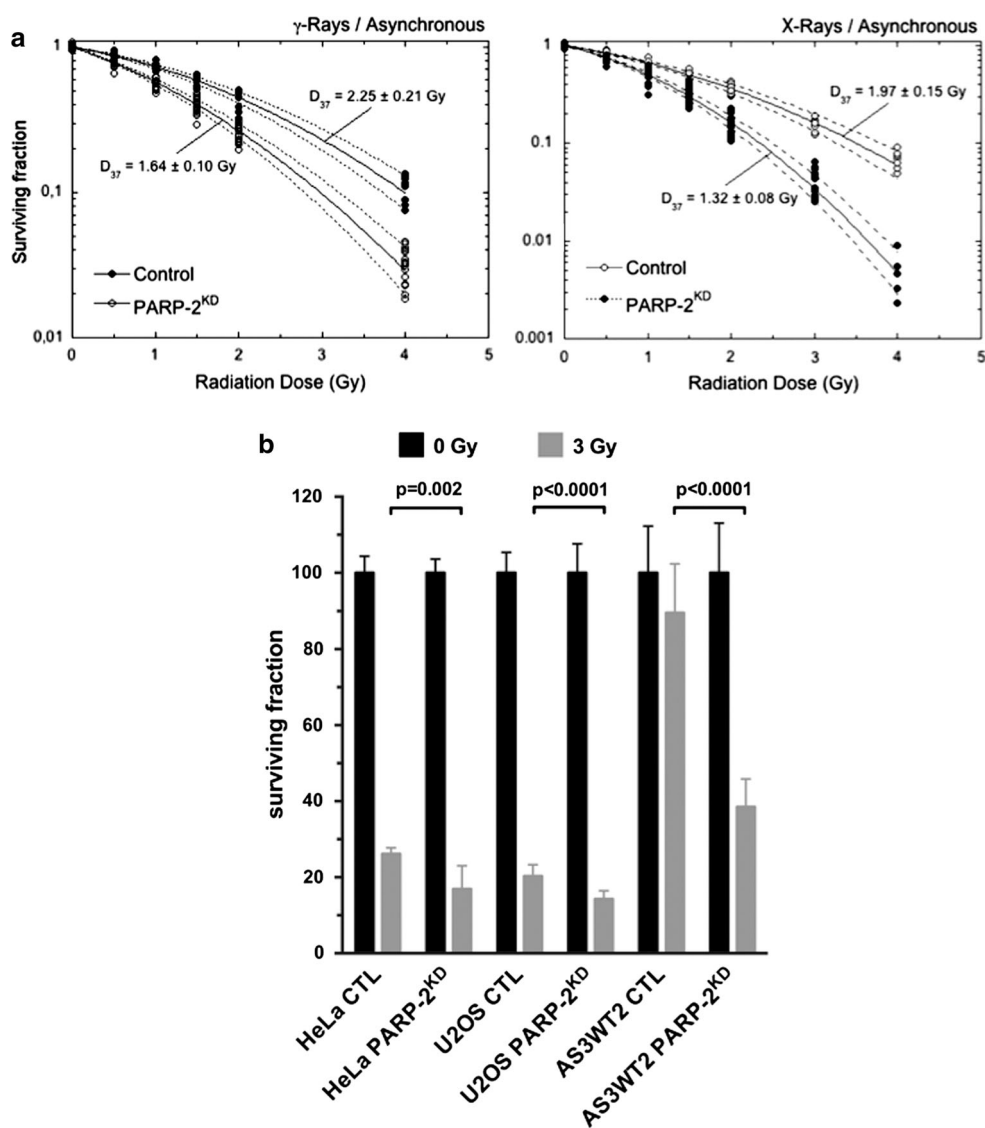 a
γ-Rays / Asynchronous
1
0,1
0,01
Surviving fraction
D37 = 2.25 ± 0.21 Gy
D37 = 1.64 ± 0.10 Gy
Control
PARP-2KD
0 1 2 3 4 5
Radiation Dose (Gy)
X-Rays / Asynchronous
1
0.1
0.01
0.001
D37 = 1.97 ± 0.15 Gy
D37 = 1.32 ± 0.08 Gy
Control
PARP-2KD
0 1 2 3 4 5
Radiation Dose (Gy)
b
0 Gy
3 Gy
p=0.002
p<0.0001
p<0.0001
120
100
80
60
40
20
0
surviving fraction
HeLa CTL
HeLa PARP-2KD
U2OS CTL
U2OS PARP-2KD
AS3WT2 CTL
AS3WT2 PARP-2KD